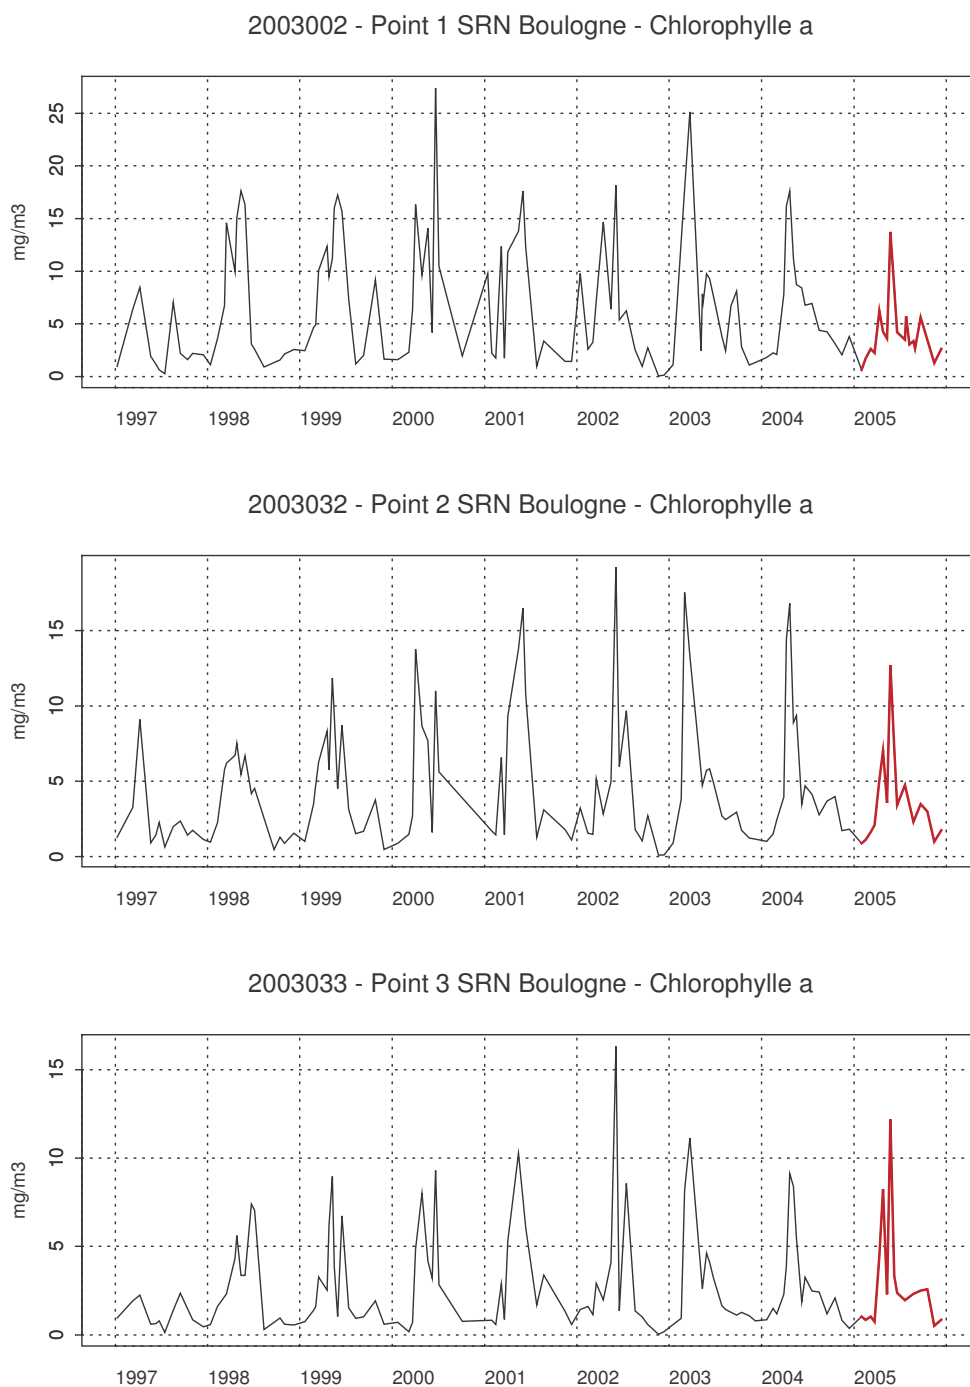 2003002 - Point 1 SRN Boulogne - Chlorophylle a
25
20
15
10
5
0
mg/m3
1997 1998 1999 2000 2001 2002 2003 2004 2005
2003032 - Point 2 SRN Boulogne - Chlorophylle a
15
10
5
0
mg/m3
1997 1998 1999 2000 2001 2002 2003 2004 2005
2003033 - Point 3 SRN Boulogne - Chlorophylle a
15
10
5
0
mg/m3
1997 1998 1999 2000 2001 2002 2003 2004 2005